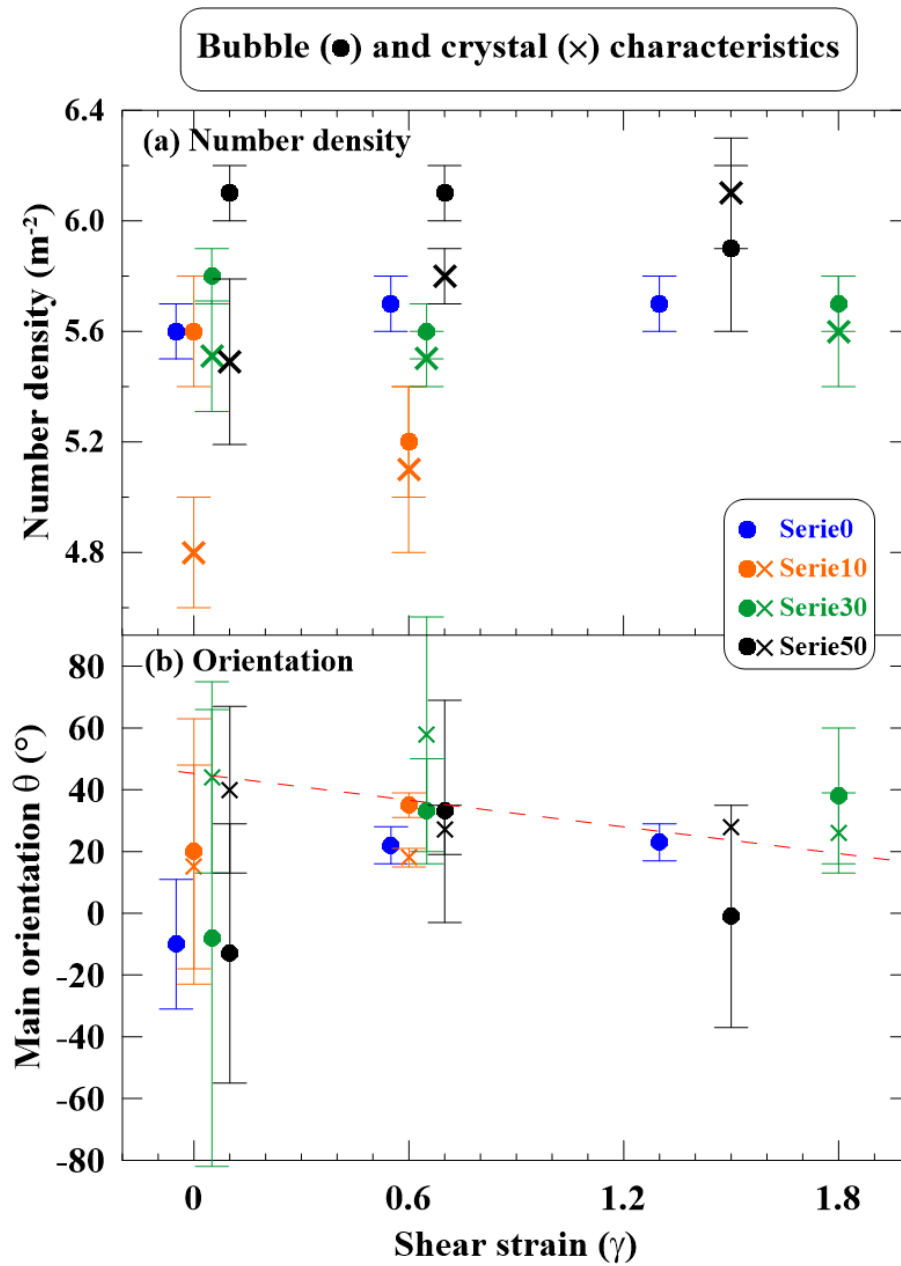 Bubble (●) and crystal (×) characteristics
(a) Number density
6.4
6.0
5.6
5.2
4.8
Number density (m⁻²)
Serie0
Serie10
Serie30
Serie50
(b) Orientation
80
60
40
20
0
-20
-40
-60
-80
Main orientation θ (°)
0 0.6 1.2 1.8
Shear strain (γ)